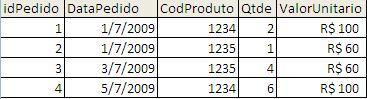 idPedido DataPedido CodProduto Qtde ValorUnitario
1 1/7/2009 1234 2 R$ 100
2 1/7/2009 1235 1 R$ 60
3 3/7/2009 1235 4 R$ 60
4 5/7/2009 1234 6 R$ 100